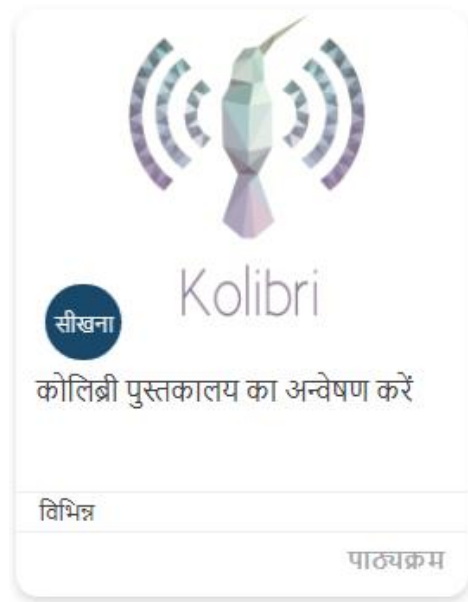 Kolibri
सीखना
कोलिब्री पुस्तकालय का अन्वेषण करें
विभिन्न
पाठ्यक्रम